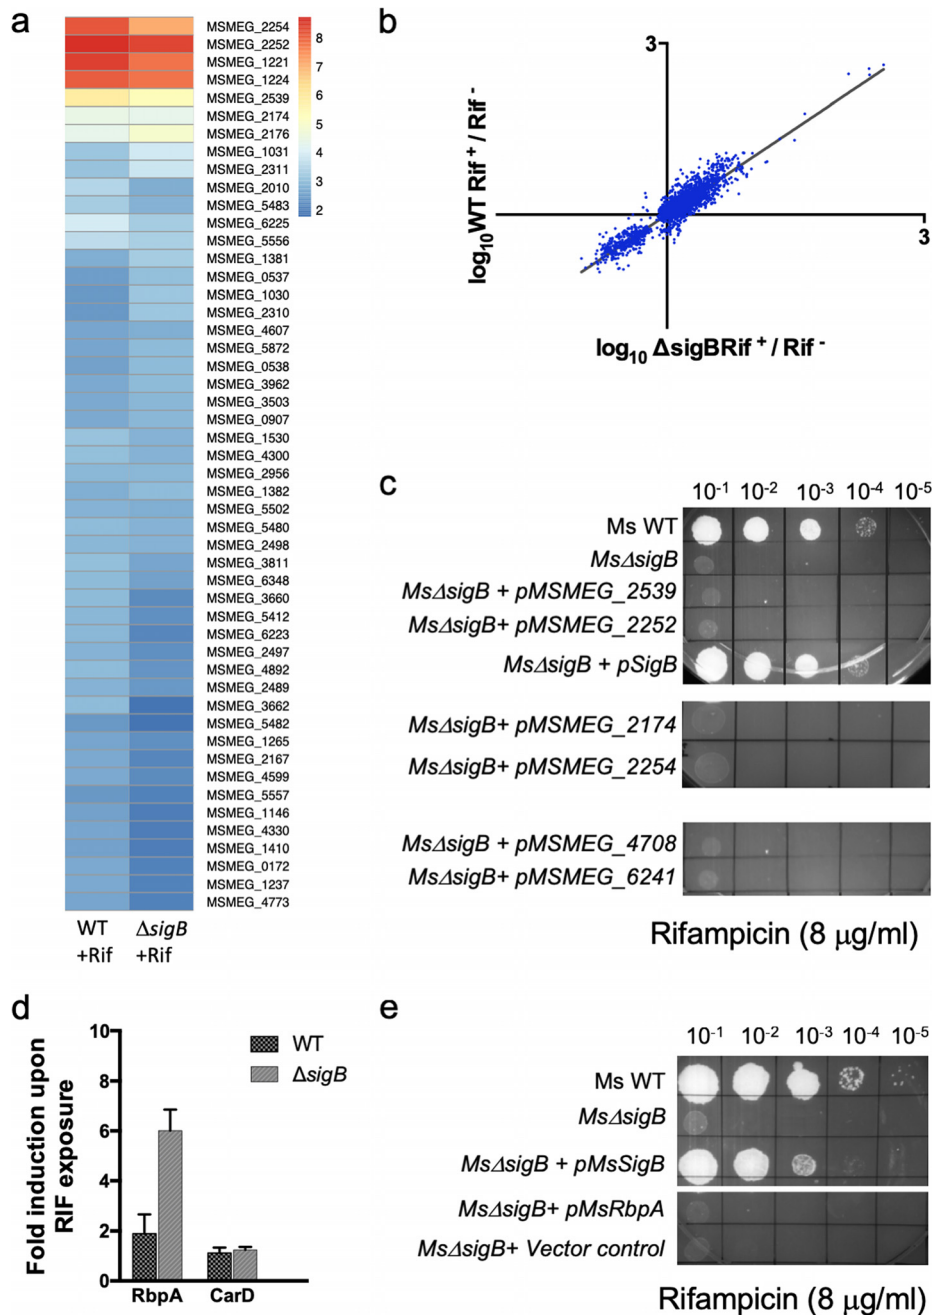 a
MSMEG_2254
MSMEG_2252
MSMEG_1221
MSMEG_1224
MSMEG_2539
MSMEG_2174
MSMEG_2176
MSMEG_1031
MSMEG_2311
MSMEG_2010
MSMEG_5483
MSMEG_6225
MSMEG_5556
MSMEG_1381
MSMEG_0537
MSMEG_1030
MSMEG_2310
MSMEG_4607
MSMEG_5872
MSMEG_0538
MSMEG_3962
MSMEG_3503
MSMEG_0907
MSMEG_1530
MSMEG_4300
MSMEG_2956
MSMEG_1382
MSMEG_5502
MSMEG_5480
MSMEG_2498
MSMEG_3811
MSMEG_6348
MSMEG_3660
MSMEG_5412
MSMEG_6223
MSMEG_2497
MSMEG_4892
MSMEG_2489
MSMEG_3662
MSMEG_5482
MSMEG_1265
MSMEG_2167
MSMEG_4599
MSMEG_5557
MSMEG_1146
MSMEG_4330
MSMEG_1410
MSMEG_0172
MSMEG_1237
MSMEG_4773
8
7
6
5
4
3
2
WT +Rif
ΔsigB +Rif
b
3
3
log10WT Rif + / Rif -
log10 ΔsigBRif + / Rif -
c
10-1 10-2 10-3 10-4 10-5
Ms WT
MsΔsigB
MsΔsigB + pMSMEG_2539
MsΔsigB+ pMSMEG_2252
MsΔsigB + pSigB
MsΔsigB+ pMSMEG_2174
MsΔsigB+ pMSMEG_2254
MsΔsigB + pMSMEG_4708
MsΔsigB+ pMSMEG_6241
Rifampicin (8 μg/ml)
d
Fold induction upon
RIF exposure
10
8
6
4
2
0
RbpA CarD
WT
ΔsigB
e
10-1 10-2 10-3 10-4 10-5
Ms WT
MsΔsigB
MsΔsigB + pMsSigB
MsΔsigB+ pMsRbpA
MsΔsigB+ Vector control
Rifampicin (8 μg/ml)